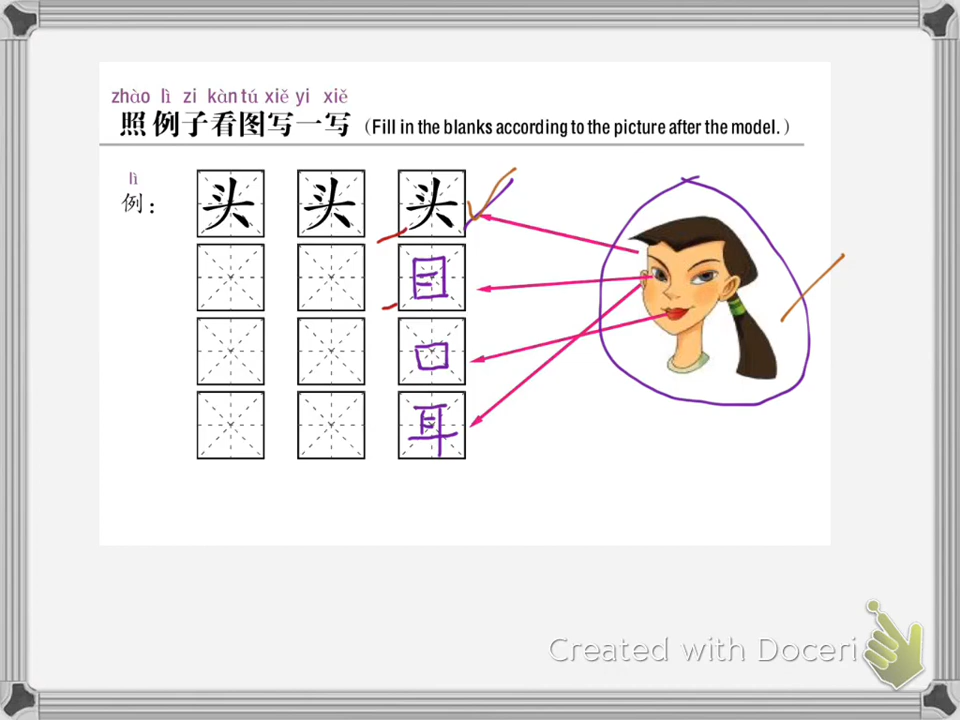 zhào lì zi kàn tú xiě yi xiě
照例子看图写一写 (Fill in the blanks according to the picture after the model.)
lì
例： 头 头 头
目
口
耳
Created with Doceri